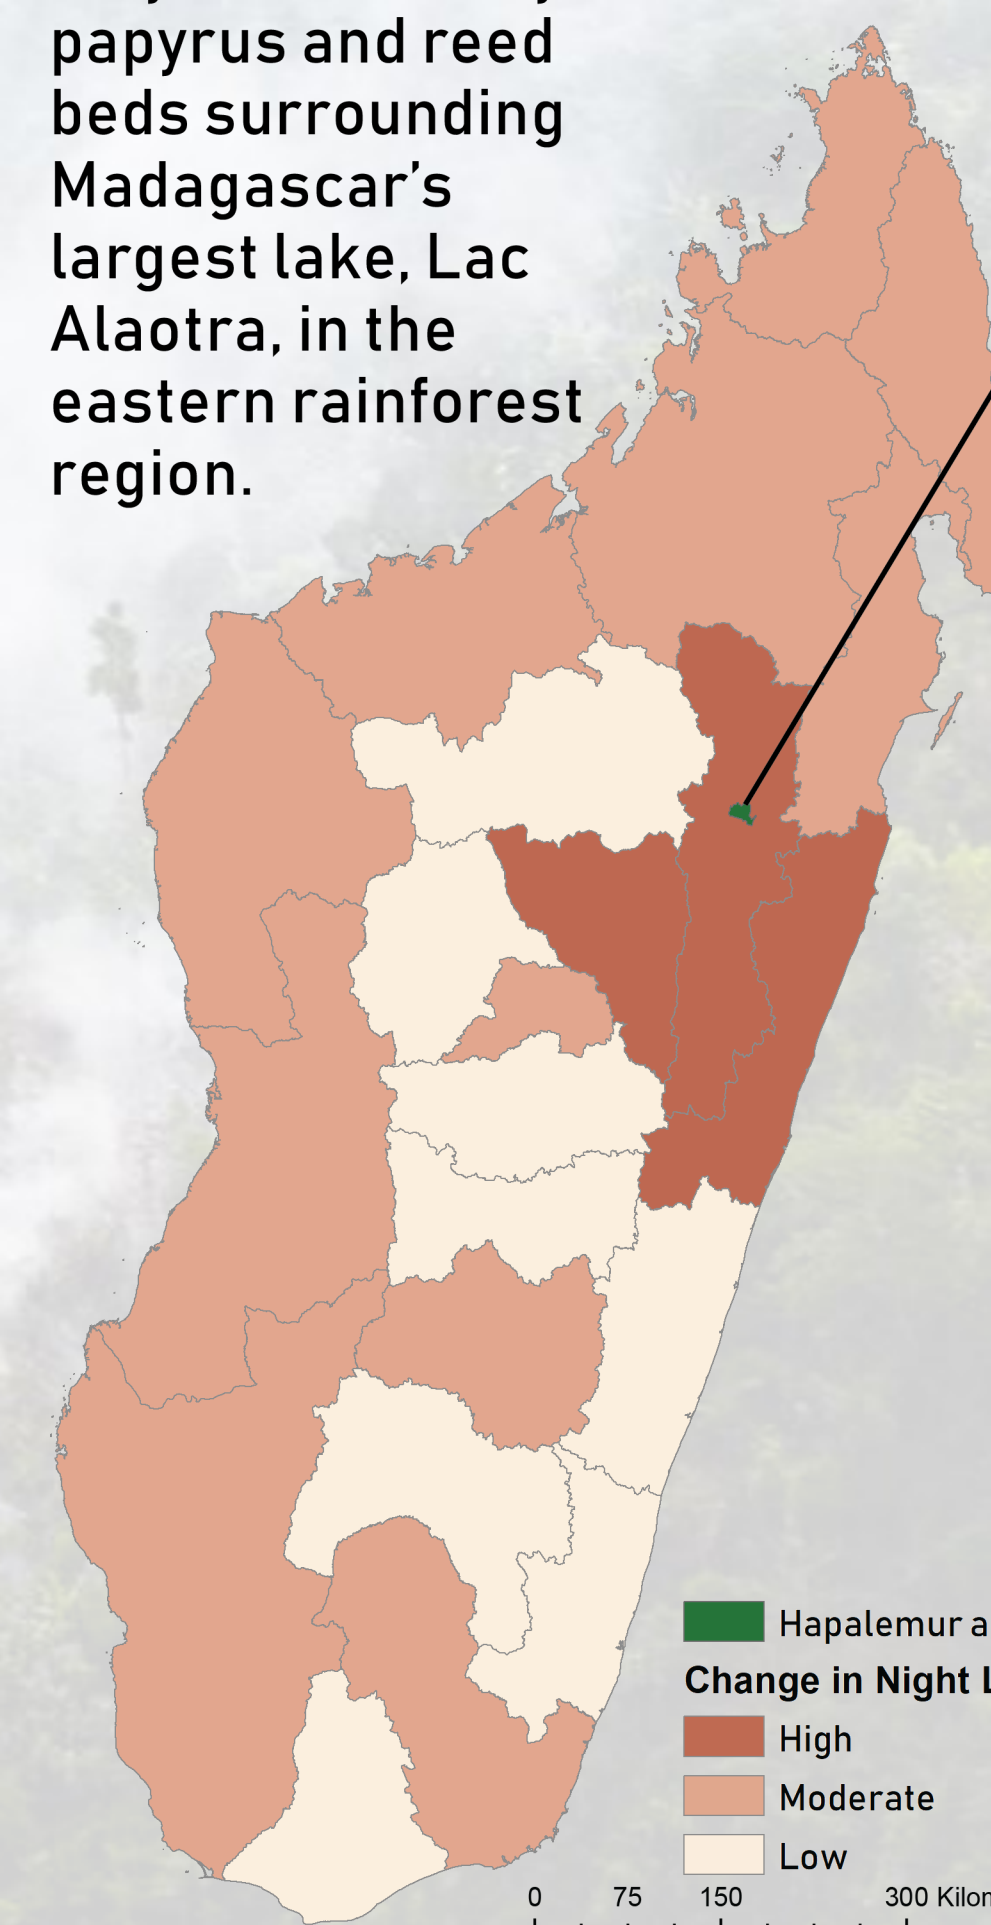 papyrus and reed
beds surrounding
Madagascar's
largest lake, Lac
Alaotra, in the
eastern rainforest
region.
Hapalemur a
Change in Night L
High
Moderate
Low
0 75 150 300 Kilom